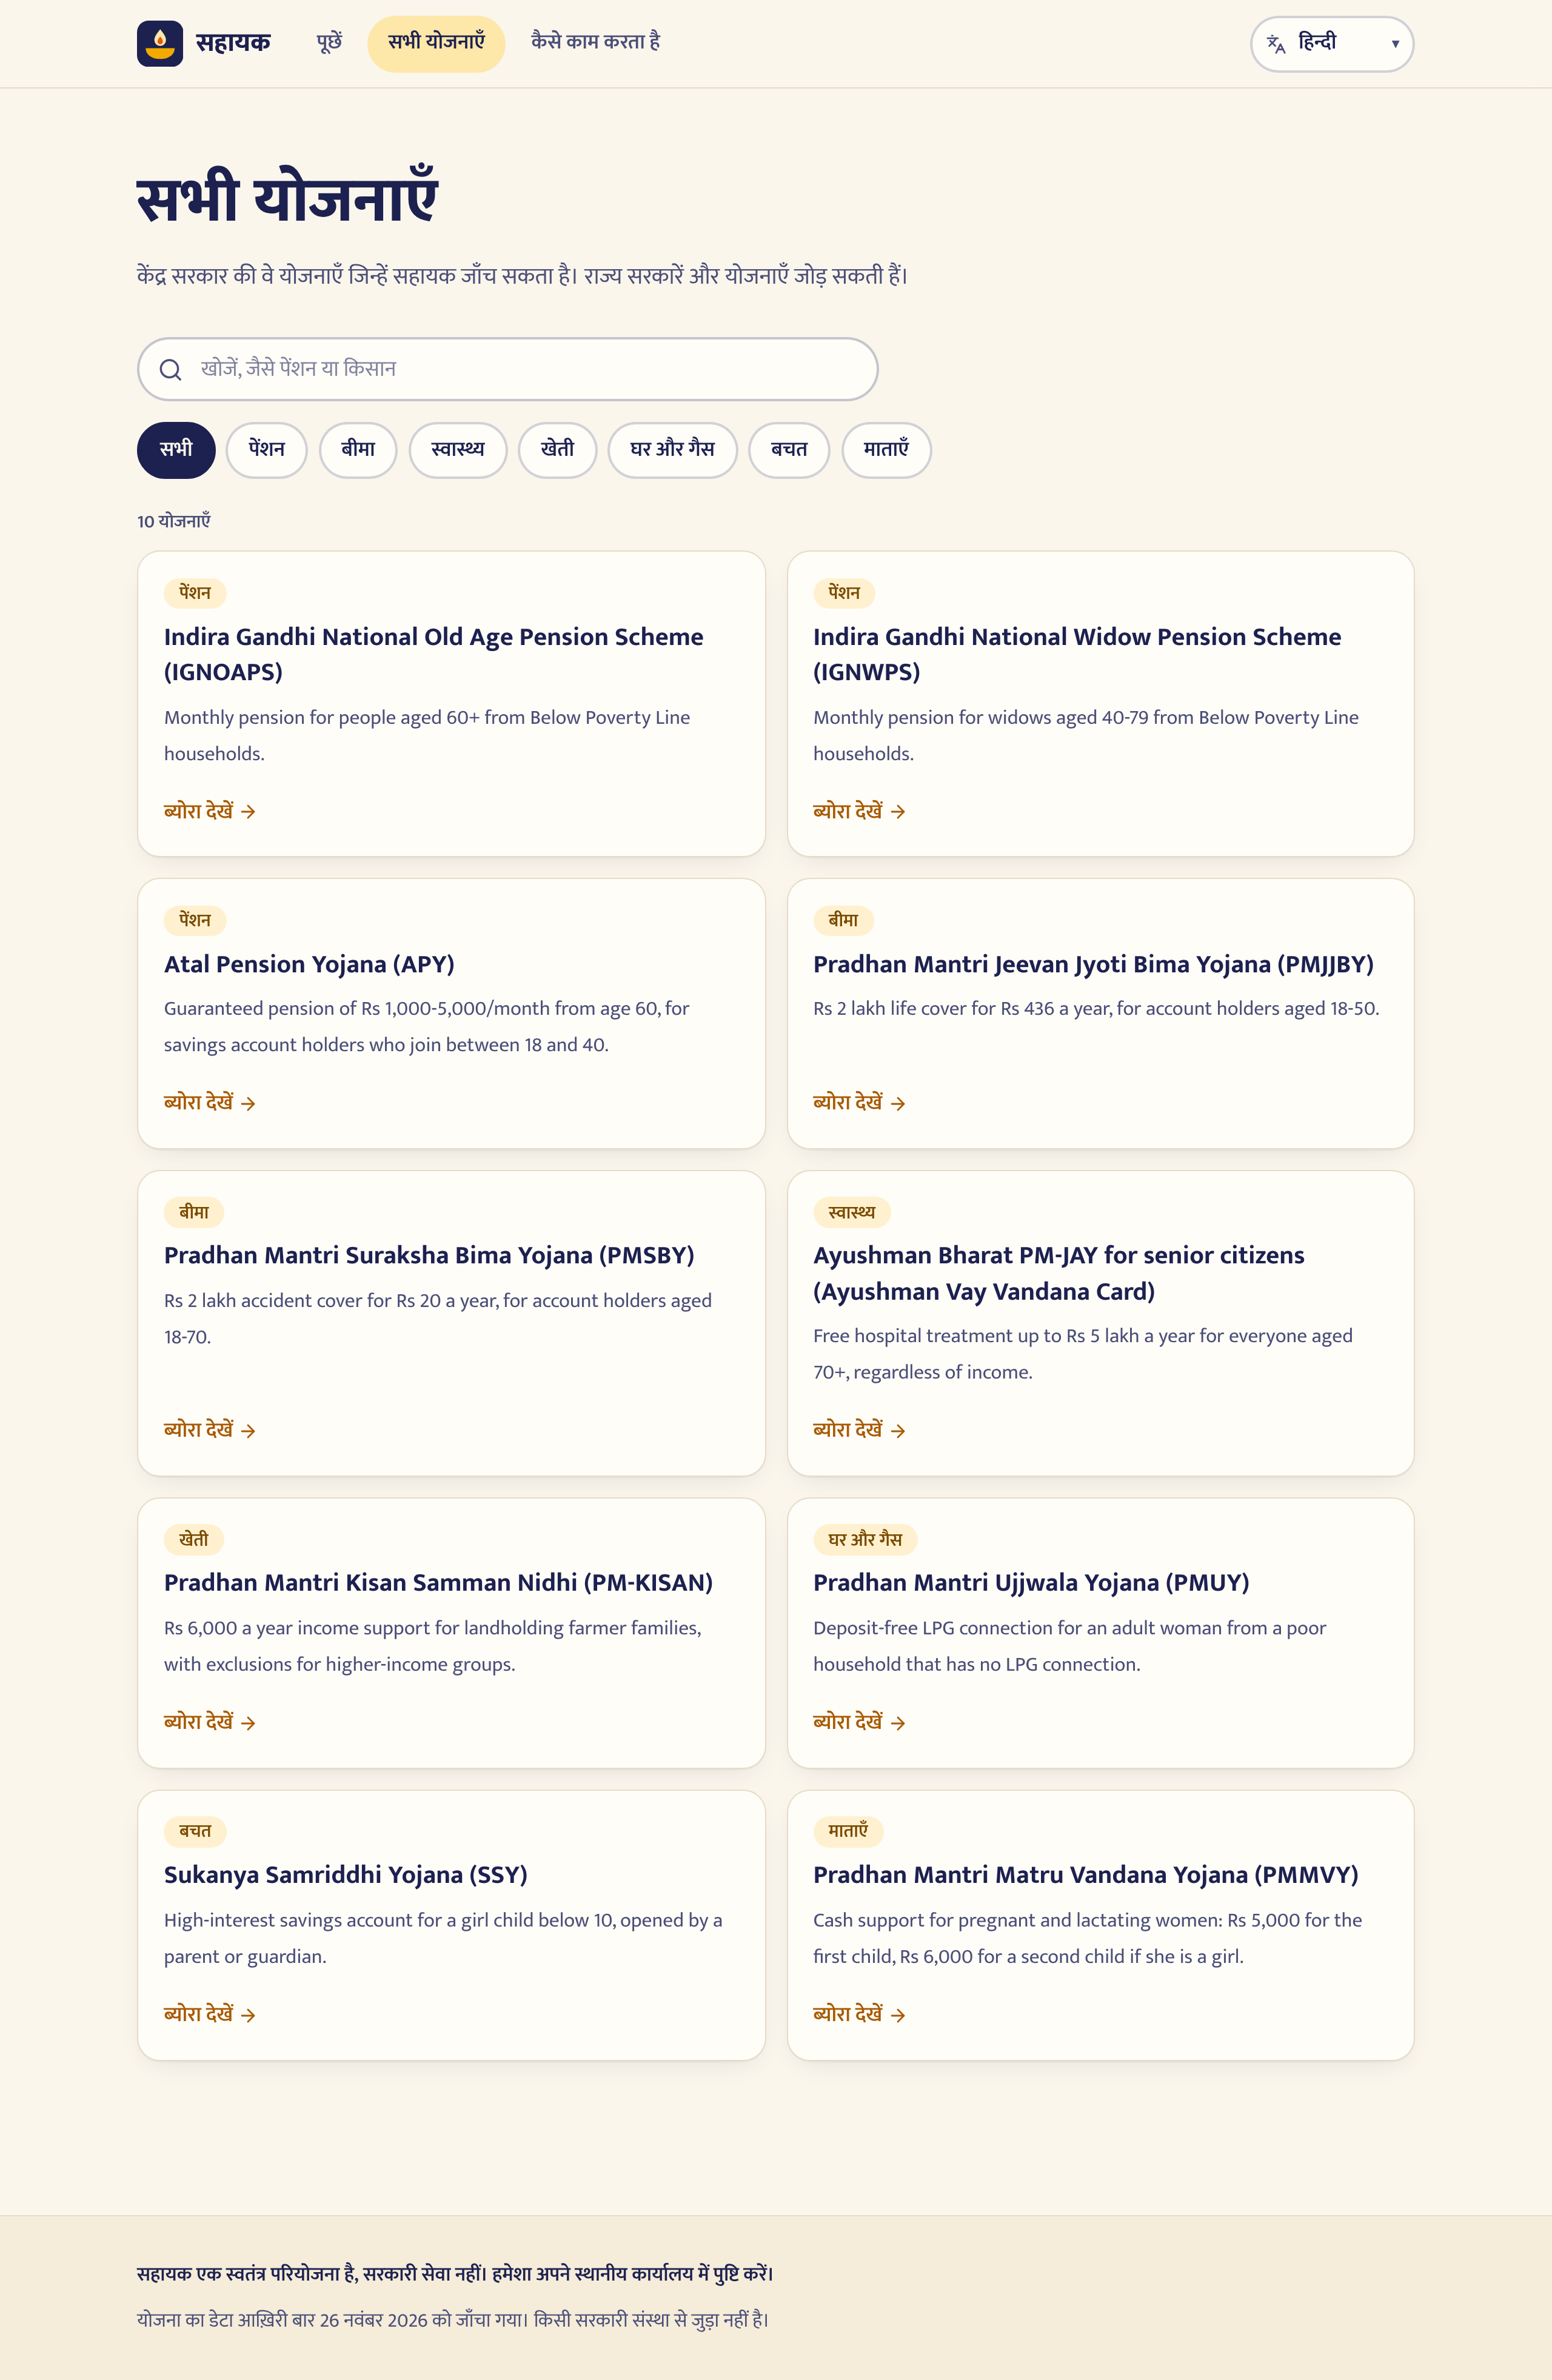 सहायक
पूछें
सभी योजनाएँ
कैसे काम करता है
हिन्दी
सभी योजनाएँ
केंद्र सरकार की वे योजनाएँ जिन्हें सहायक जाँच सकता है। राज्य सरकारें और योजनाएँ जोड़ सकती हैं।
खोजें, जैसे पेंशन या किसान
सभी
पेंशन
बीमा
स्वास्थ्य
खेती
घर और गैस
बचत
माताएँ
10 योजनाएँ
पेंशन
Indira Gandhi National Old Age Pension Scheme
(IGNOAPS)
Monthly pension for people aged 60+ from Below Poverty Line
households.
ब्योरा देखें →
पेंशन
Indira Gandhi National Widow Pension Scheme
(IGNWPS)
Monthly pension for widows aged 40-79 from Below Poverty Line
households.
ब्योरा देखें →
पेंशन
Atal Pension Yojana (APY)
Guaranteed pension of Rs 1,000-5,000/month from age 60, for
savings account holders who join between 18 and 40.
ब्योरा देखें →
बीमा
Pradhan Mantri Jeevan Jyoti Bima Yojana (PMJJBY)
Rs 2 lakh life cover for Rs 436 a year, for account holders aged 18-50.
ब्योरा देखें →
बीमा
Pradhan Mantri Suraksha Bima Yojana (PMSBY)
Rs 2 lakh accident cover for Rs 20 a year, for account holders aged
18-70.
ब्योरा देखें →
स्वास्थ्य
Ayushman Bharat PM-JAY for senior citizens
(Ayushman Vay Vandana Card)
Free hospital treatment up to Rs 5 lakh a year for everyone aged
70+, regardless of income.
ब्योरा देखें →
खेती
Pradhan Mantri Kisan Samman Nidhi (PM-KISAN)
Rs 6,000 a year income support for landholding farmer families,
with exclusions for higher-income groups.
ब्योरा देखें →
घर और गैस
Pradhan Mantri Ujjwala Yojana (PMUY)
Deposit-free LPG connection for an adult woman from a poor
household that has no LPG connection.
ब्योरा देखें →
बचत
Sukanya Samriddhi Yojana (SSY)
High-interest savings account for a girl child below 10, opened by a
parent or guardian.
ब्योरा देखें →
माताएँ
Pradhan Mantri Matru Vandana Yojana (PMMVY)
Cash support for pregnant and lactating women: Rs 5,000 for the
first child, Rs 6,000 for a second child if she is a girl.
ब्योरा देखें →
सहायक एक स्वतंत्र परियोजना है, सरकारी सेवा नहीं। हमेशा अपने स्थानीय कार्यालय में पुष्टि करें।
योजना का डेटा आख़िरी बार 26 नवंबर 2026 को जाँचा गया। किसी सरकारी संस्था से जुड़ा नहीं है।